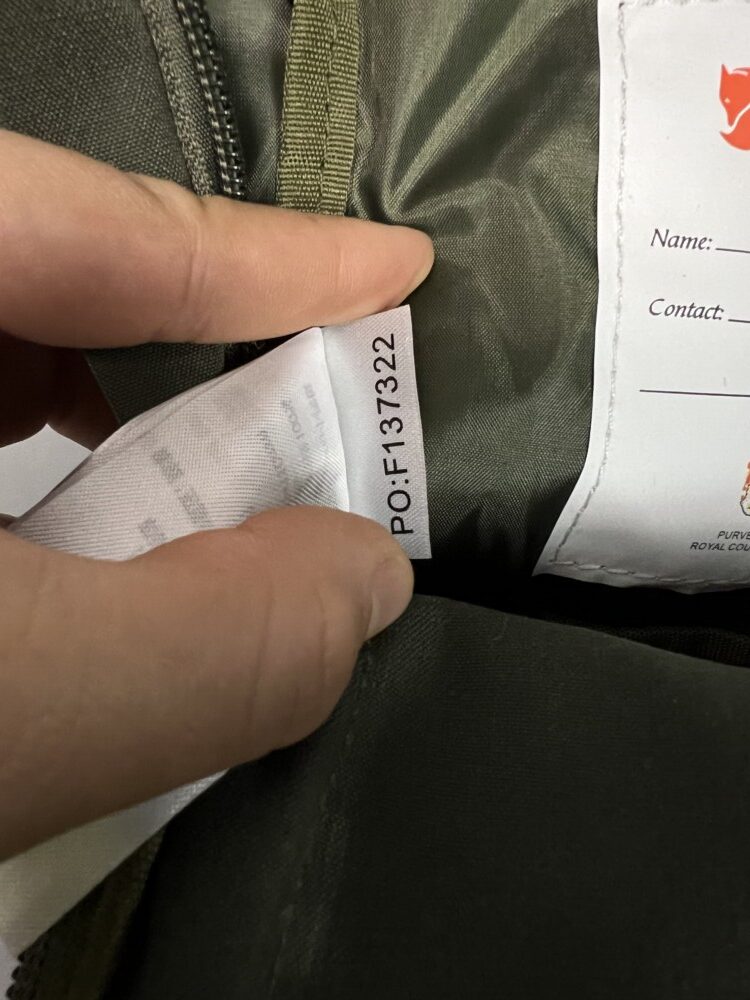 PO:F137322
Name:
Contact:
PURVE
ROYAL COU